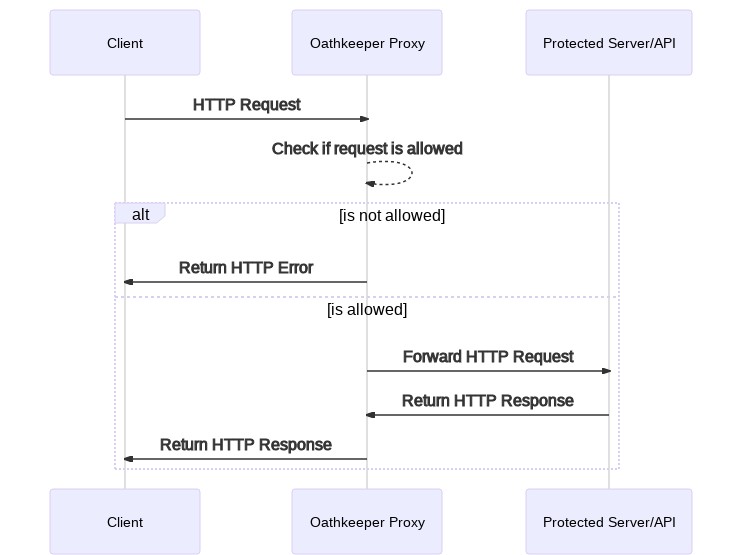 Client
Oathkeeper Proxy
Protected Server/API
HTTP Request
Check if request is allowed
alt
[is not allowed]
Return HTTP Error
[is allowed]
Forward HTTP Request
Return HTTP Response
Return HTTP Response
Client
Oathkeeper Proxy
Protected Server/API